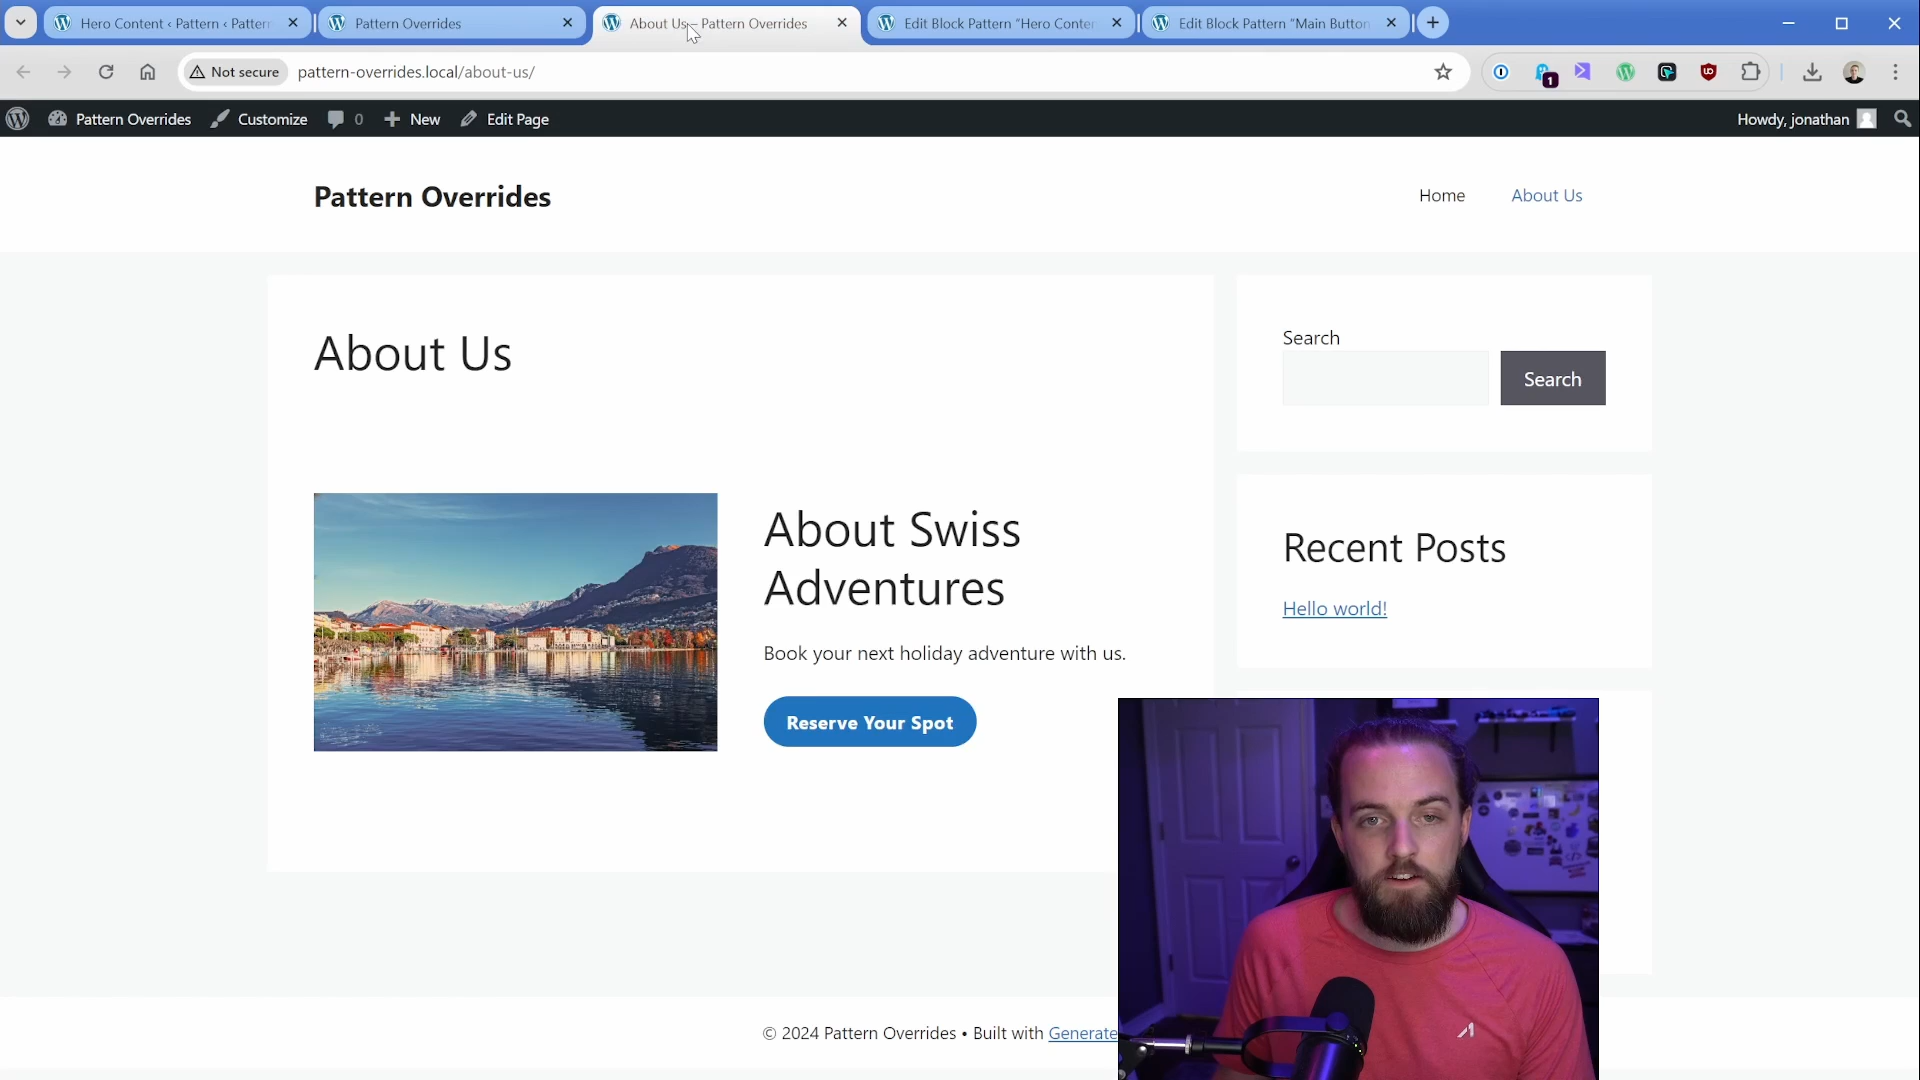 Hero Content ‹ Pattern ‹ Pattern
Pattern Overrides
About Us – Pattern Overrides
Edit Block Pattern "Hero Conten
Edit Block Pattern "Main Button
Not secure
pattern-overrides.local/about-us/
1
Pattern Overrides
Customize
0
New
Edit Page
Howdy, jonathan
Pattern Overrides
Home
About Us
About Us
Search
Search
About Swiss
Adventures
Book your next holiday adventure with us.
Reserve Your Spot
Recent Posts
Hello world!
© 2024 Pattern Overrides • Built with Generate